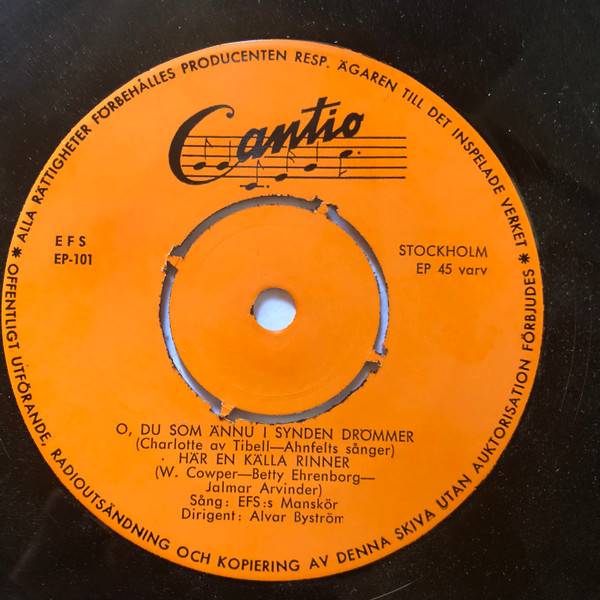 * ALLA RÄTTIGHETER FÖRBEHÅLLES PRODUCENTEN RESP. ÄGAREN TILL DET INSPELADE VERKET *
Cantio
EFS
EP-101
STOCKHOLM
EP 45 varv
O, DU SOM ÄNNU I SYNDEN DRÖMMER
(Charlotte av Tibell—Ahnfelts sånger)
HÄR EN KÄLLA RINNER
(W. Cowper—Betty Ehrenborg—
Jalmar Arvinder)
Sång: EFS:s Manskör
Dirigent: Alvar Byström
OFFENTLIGT UTFÖRANDE, RADIOUTSÄNDNING OCH KOPIERING AV DENNA SKIVA UTAN AUKTORISATION FÖRBJUDES